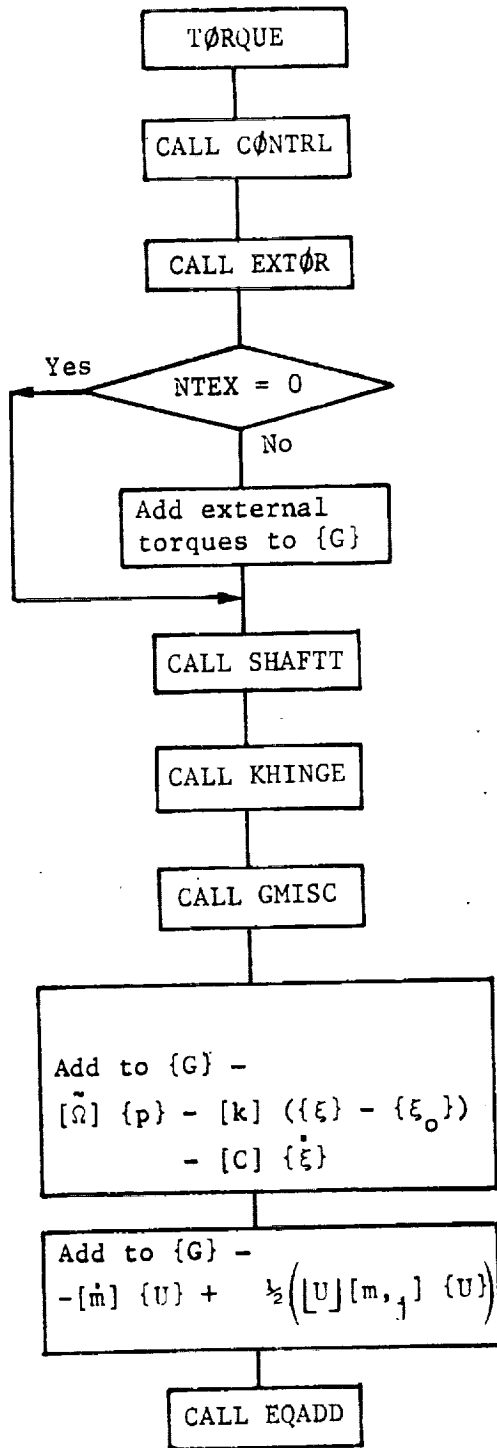 TØRQUE
CALL CØNTRL
CALL EXTØR
Yes
NTEX = 0
No
Add external
torques to {G}
CALL SHAFTT
CALL KHINGE
CALL GMISC
Add to {G} -
[Ω̃] {p} - [k] ({ξ} - {ξₒ})
- [C] {ξ̇}
Add to {G} -
-[ṁ] {U} + ½(⌊U⌋[m,ⱼ] {U})
CALL EQADD